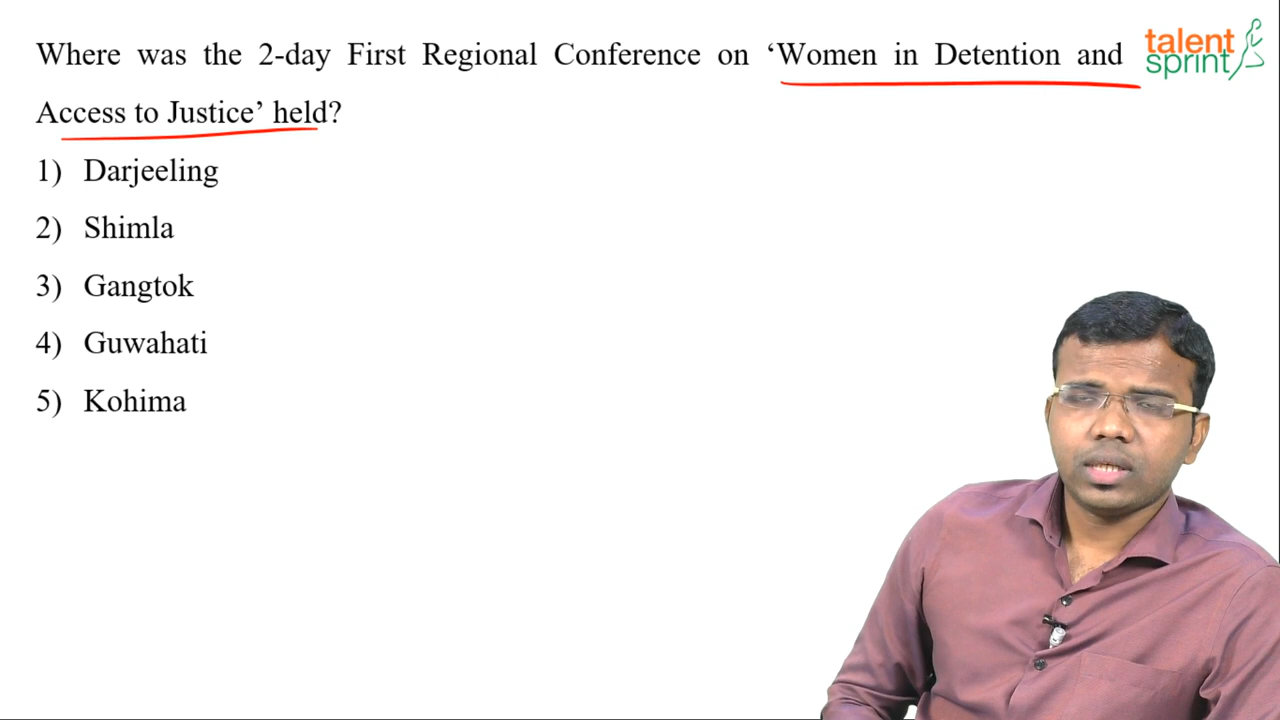 Where was the 2-day First Regional Conference on ‘Women in Detention and
Access to Justice’ held?
1) Darjeeling
2) Shimla
3) Gangtok
4) Guwahati
5) Kohima
talent
sprint